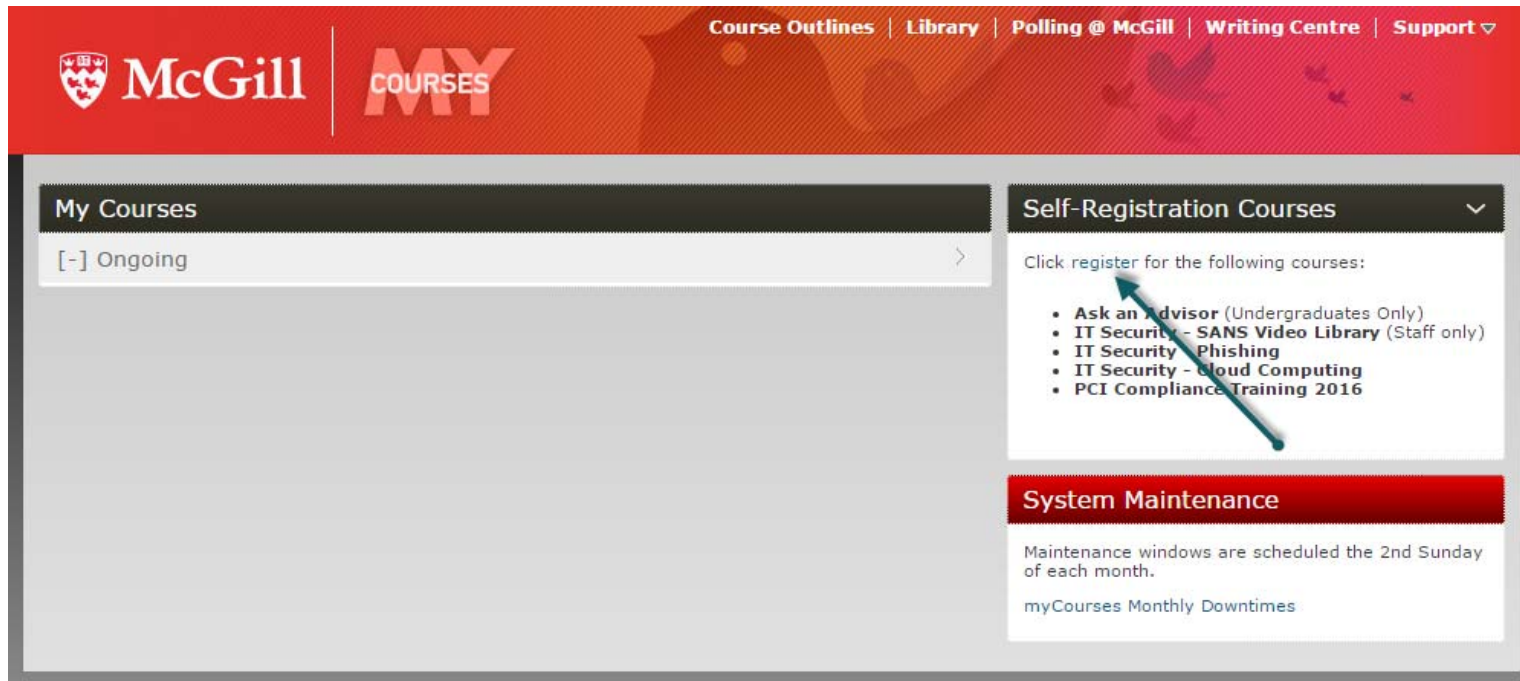 Course Outlines | Library | Polling @ McGill | Writing Centre | Support
McGill
MY COURSES
My Courses
[-] Ongoing
Self-Registration Courses
Click register for the following courses:
• Ask an Advisor (Undergraduates Only)
• IT Security - SANS Video Library (Staff only)
• IT Security - Phishing
• IT Security - Cloud Computing
• PCI Compliance Training 2016
System Maintenance
Maintenance windows are scheduled the 2nd Sunday
of each month.
myCourses Monthly Downtimes